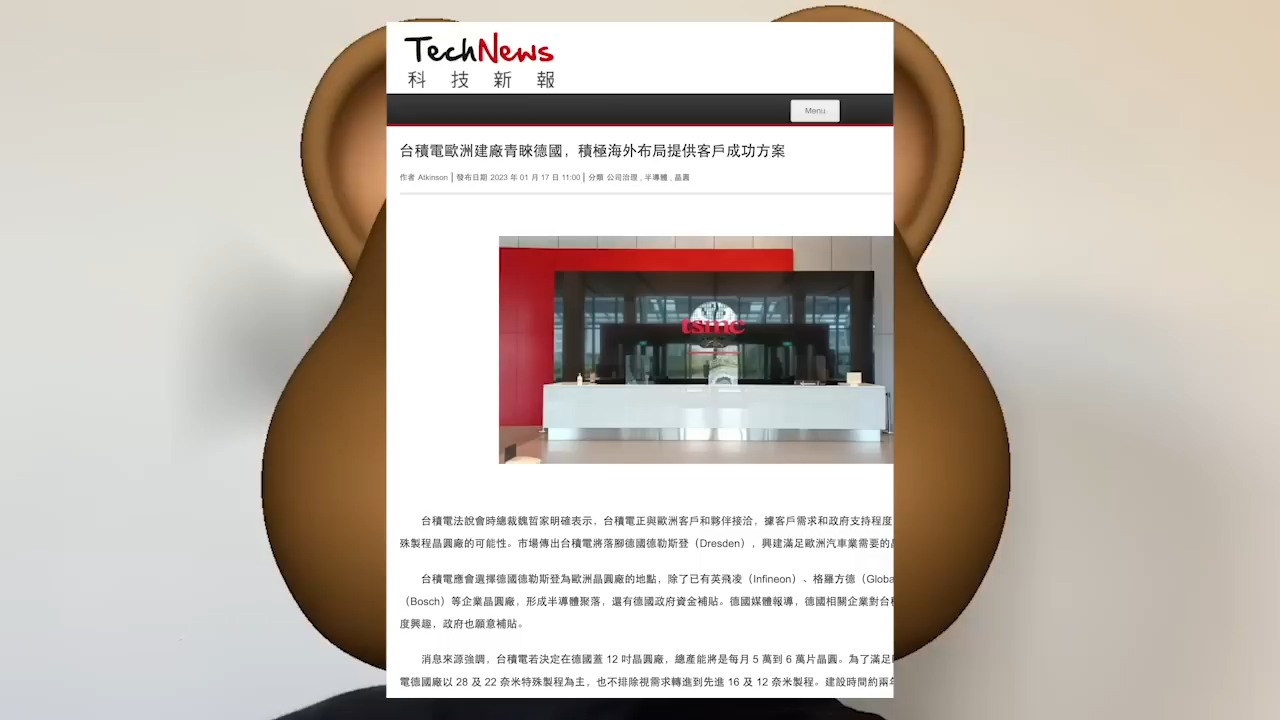 TechNews
科技新報
Menu
台積電歐洲建廠青睞德國，積極海外布局提供客戶成功方案
作者 Atkinson | 發布日期 2023 年 01 月 17 日 11:00 | 分類 公司治理 , 半導體 , 晶圓
tsmc
台積電法說會時總裁魏哲家明確表示，台積電正與歐洲客戶和夥伴接洽，據客戶需求和政府支持程度
殊製程晶圓廠的可能性。市場傳出台積電將落腳德國德勒斯登（Dresden），興建滿足歐洲汽車業需要的
台積電應會選擇德國德勒斯登為歐洲晶圓廠的地點，除了已有英飛凌（Infineon）、格羅方德（Globa
（Bosch）等企業晶圓廠，形成半導體聚落，還有德國政府資金補貼。德國媒體報導，德國相關企業對台積
度興趣，政府也願意補貼。
消息來源強調，台積電若決定在德國蓋 12 吋晶圓廠，總產能將是每月 5 萬到 6 萬片晶圓。為了滿足
電德國廠以 28 及 22 奈米特殊製程為主，也不排除視需求轉進到先進 16 及 12 奈米製程。建設時間約兩年